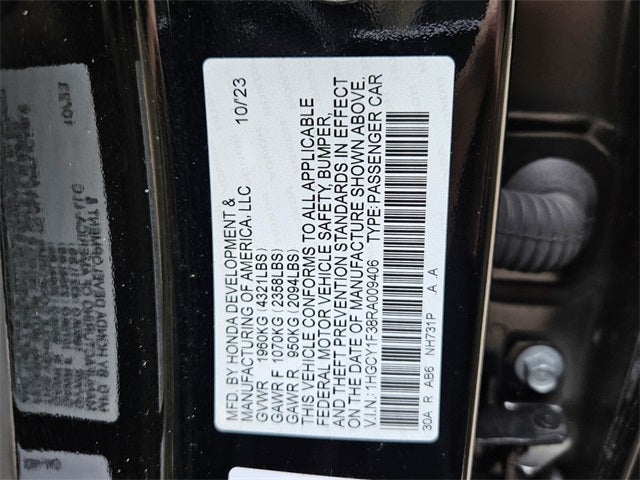 MFD. BY HONDA DEVELOPMENT & 10/'23
MANUFACTURING OF AMERICA, LLC
GVWR 1960KG (4321LBS)
GAWR F 1070KG (2358LBS)
GAWR R 950KG (2094LBS)
THIS VEHICLE CONFORMS TO ALL APPLICABLE
FEDERAL MOTOR VEHICLE SAFETY, BUMPER,
AND THEFT PREVENTION STANDARDS IN EFFECT
ON THE DATE OF MANUFACTURE SHOWN ABOVE.
V.I.N.: 1HGCY1F38RA009406 TYPE: PASSENGER CAR
30A R AB6 NH731P A A